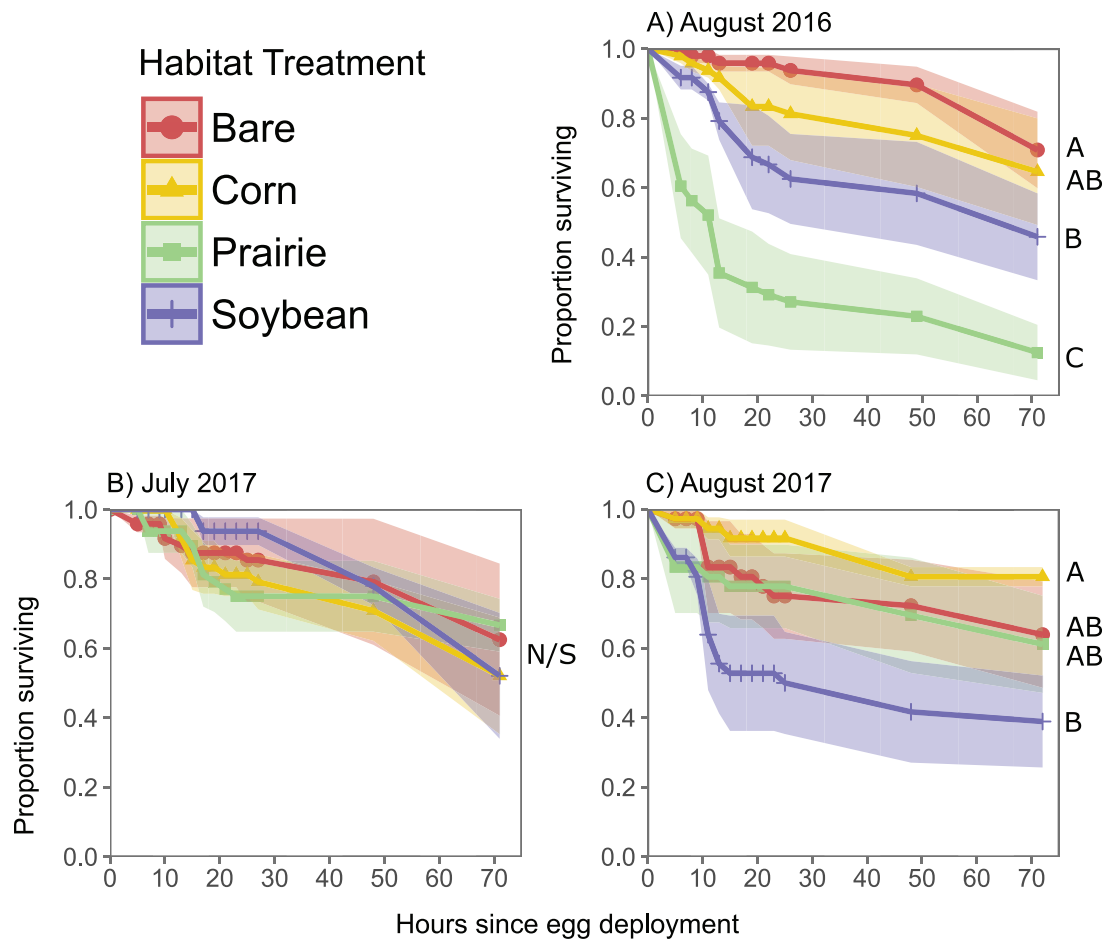 Habitat Treatment
Bare
Corn
Prairie
Soybean
A) August 2016
Proportion surviving
1.0
0.8
0.6
0.4
0.2
0.0
0 10 20 30 40 50 60 70
A
AB
B
C
B) July 2017
Proportion surviving
1.0
0.8
0.6
0.4
0.2
0.0
0 10 20 30 40 50 60 70
N/S
C) August 2017
1.0
0.8
0.6
0.4
0.2
0.0
0 10 20 30 40 50 60 70
A
AB
AB
B
Hours since egg deployment